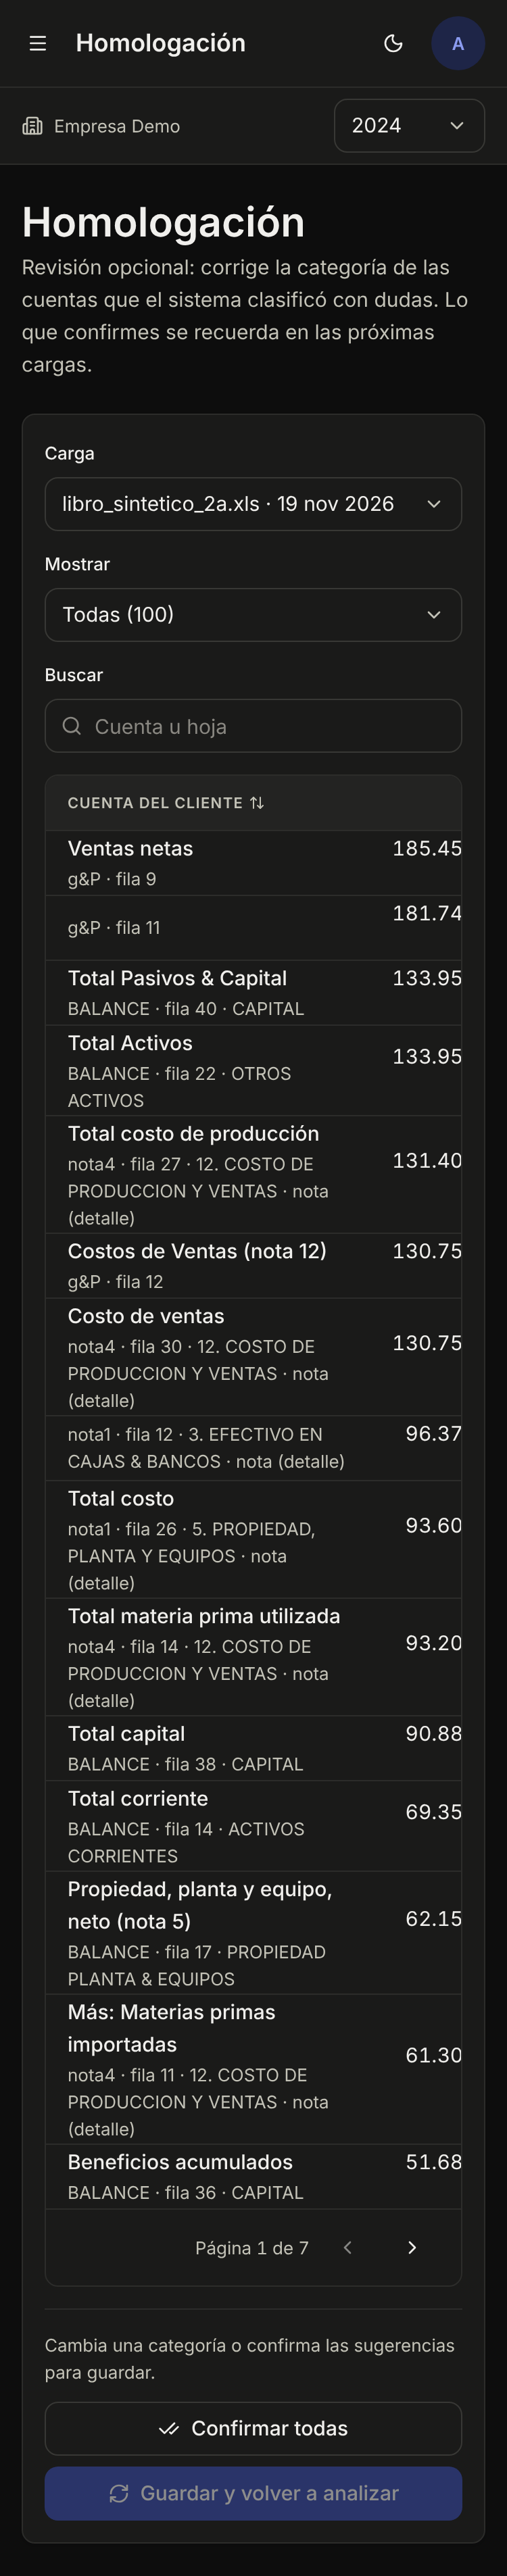 Homologación
A
Empresa Demo
2024
Homologación
Revisión opcional: corrige la categoría de las
cuentas que el sistema clasificó con dudas. Lo
que confirmes se recuerda en las próximas
cargas.
Carga
libro_sintetico_2a.xls · 19 nov 2026
Mostrar
Todas (100)
Buscar
Cuenta u hoja
CUENTA DEL CLIENTE
Ventas netas 185.45
g&P · fila 9
181.74
g&P · fila 11
Total Pasivos & Capital 133.95
BALANCE · fila 40 · CAPITAL
Total Activos 133.95
BALANCE · fila 22 · OTROS
ACTIVOS
Total costo de producción 131.40
nota4 · fila 27 · 12. COSTO DE
PRODUCCION Y VENTAS · nota
(detalle)
Costos de Ventas (nota 12) 130.75
g&P · fila 12
Costo de ventas 130.75
nota4 · fila 30 · 12. COSTO DE
PRODUCCION Y VENTAS · nota
(detalle)
nota1 · fila 12 · 3. EFECTIVO EN 96.37
CAJAS & BANCOS · nota (detalle)
Total costo 93.60
nota1 · fila 26 · 5. PROPIEDAD,
PLANTA Y EQUIPOS · nota
(detalle)
Total materia prima utilizada 93.20
nota4 · fila 14 · 12. COSTO DE
PRODUCCION Y VENTAS · nota
(detalle)
Total capital 90.88
BALANCE · fila 38 · CAPITAL
Total corriente 69.35
BALANCE · fila 14 · ACTIVOS
CORRIENTES
Propiedad, planta y equipo, 62.15
neto (nota 5)
BALANCE · fila 17 · PROPIEDAD
PLANTA & EQUIPOS
Más: Materias primas 61.30
importadas
nota4 · fila 11 · 12. COSTO DE
PRODUCCION Y VENTAS · nota
(detalle)
Beneficios acumulados 51.68
BALANCE · fila 36 · CAPITAL
Página 1 de 7
Cambia una categoría o confirma las sugerencias
para guardar.
Confirmar todas
Guardar y volver a analizar